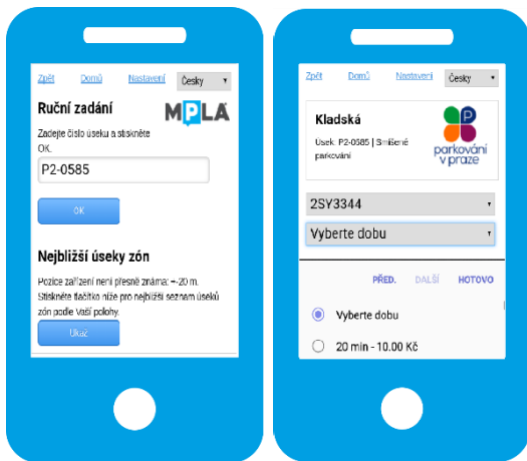 Zpět Domů Nastavení Česky
Ruční zadání
MPLA
Zadejte číslo úseku a stiskněte
OK.
P2-0585
OK
Nejbližší úseky zón
Pozice zařízení není přesně známa: +-20 m.
Stiskněte tlačítko níže pro nejbližší seznam úseků
zón podle Vaší polohy.
Ukaž
Zpět Domů Nastavení Česky
Kladská
Úsek: P2-0585 | Smíšené
parkování
parkování
v praze
2SY3344
Vyberte dobu
PŘED. DALŠÍ HOTOVO
Vyberte dobu
20 min - 10.00 Kč